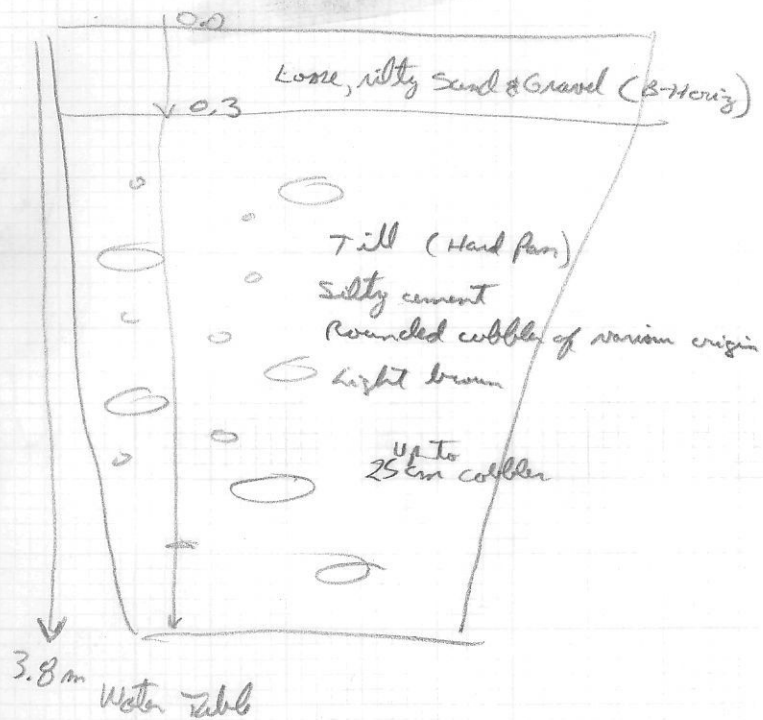 0.0
Loose, silty Sand & Gravel (B-Horiz)
0.3
Till (Hard Pan)
Silty cement
Rounded cobbles of various origin
Light brown
Up to
25 cm cobbles
3.8 m
Water Table